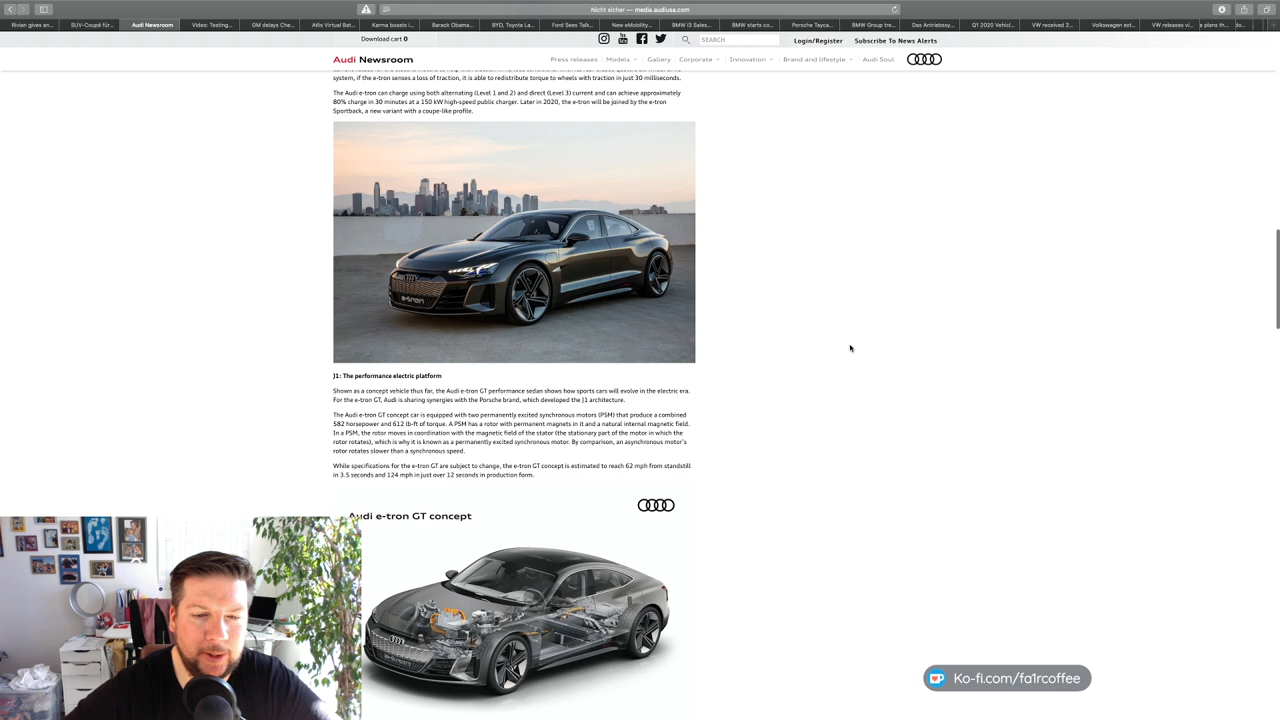 Nicht sicher — media.audiusa.com
Rivian gives an...
SUV-Coupé für...
Audi Newsroom
Video: Testing...
GM delays Che...
Atlis Virtual Bat...
Karma boasts i...
Barack Obama...
BYD, Toyota La...
Ford Sees Talk...
New eMobility...
BMW i3 Sales...
BMW starts co...
Porsche Tayca...
BMW Group tre...
Das Antriebssy...
Q1 2020 Vehicl...
VW received 2...
Volkswagen ext...
VW releases vi...
a plans th...
Download cart 0
SEARCH
Login/Register
Subscribe To News Alerts
Audi Newsroom
Press releases
Models
Gallery
Corporate
Innovation
Brand and lifestyle
Audi Soul
system, if the e-tron senses a loss of traction, it is able to redistribute torque to wheels with traction in just 30 milliseconds.
The Audi e-tron can charge using both alternating (Level 1 and 2) and direct (Level 3) current and can achieve approximately
80% charge in 30 minutes at a 150 kW high-speed public charger. Later in 2020, the e-tron will be joined by the e-tron
Sportback, a new variant with a coupe-like profile.
e-tron
J1: The performance electric platform
Shown as a concept vehicle thus far, the Audi e-tron GT performance sedan shows how sports cars will evolve in the electric era.
For the e-tron GT, Audi is sharing synergies with the Porsche brand, which developed the J1 architecture.
The Audi e-tron GT concept car is equipped with two permanently excited synchronous motors (PSM) that produce a combined
582 horsepower and 612 lb-ft of torque. A PSM has a rotor with permanent magnets in it and a natural internal magnetic field.
In a PSM, the rotor moves in coordination with the magnetic field of the stator (the stationary part of the motor in which the
rotor rotates), which is why it is known as a permanently excited synchronous motor. By comparison, an asynchronous motor's
rotor rotates slower than a synchronous speed.
While specifications for the e-tron GT are subject to change, the e-tron GT concept is estimated to reach 62 mph from standstill
in 3.5 seconds and 124 mph in just over 12 seconds in production form.
Audi e-tron GT concept
Ko-fi.com/fa1rcoffee